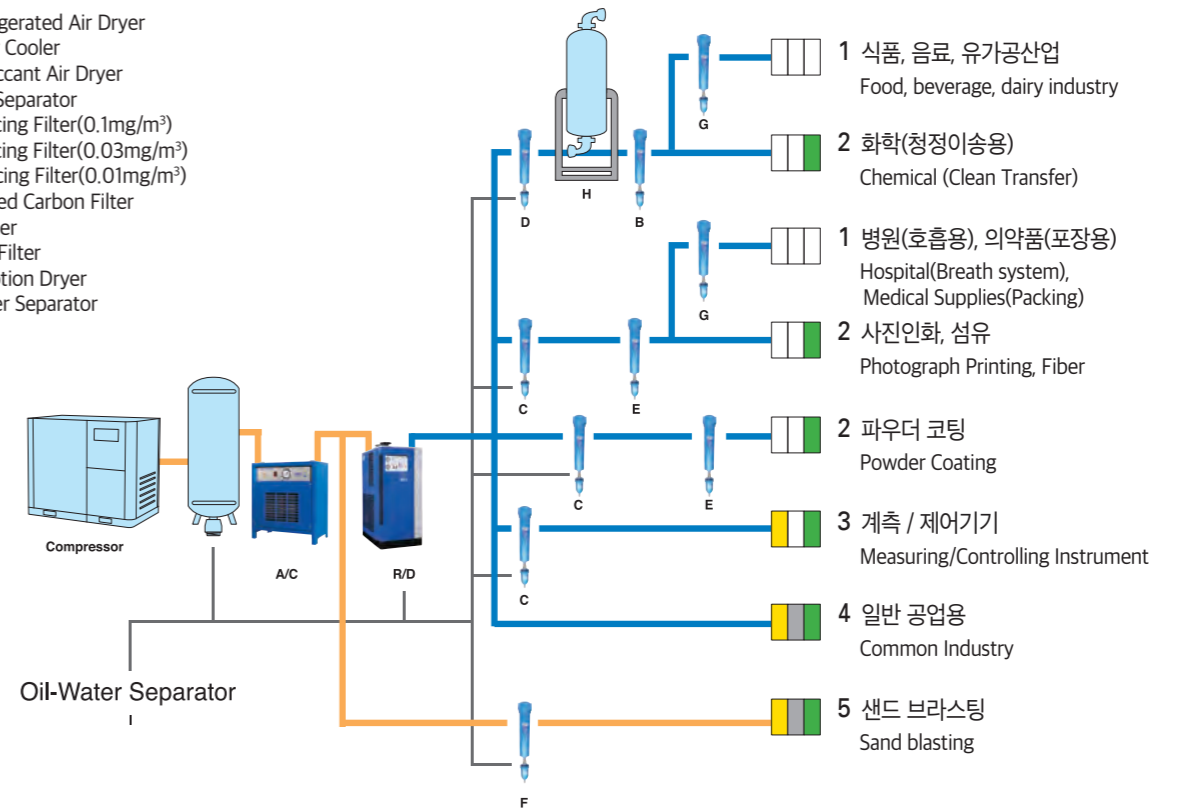 gerated Air Dryer
Cooler
ccant Air Dryer
Separator
cing Filter(0.1mg/m³)
cing Filter(0.03mg/m³)
cing Filter(0.01mg/m³)
ed Carbon Filter
er
Filter
tion Dryer
er Separator
1 식품, 음료, 유가공산업
Food, beverage, dairy industry
G
2 화학(청정이송용)
Chemical (Clean Transfer)
D
H
B
1 병원(호흡용), 의약품(포장용)
Hospital(Breath system),
Medical Supplies(Packing)
G
2 사진인화, 섬유
Photograph Printing, Fiber
C
E
2 파우더 코팅
Powder Coating
C
E
3 계측 / 제어기기
Measuring/Controlling Instrument
Compressor
A/C
R/D
C
4 일반 공업용
Common Industry
Oil-Water Separator
I
5 샌드 브라스팅
Sand blasting
F